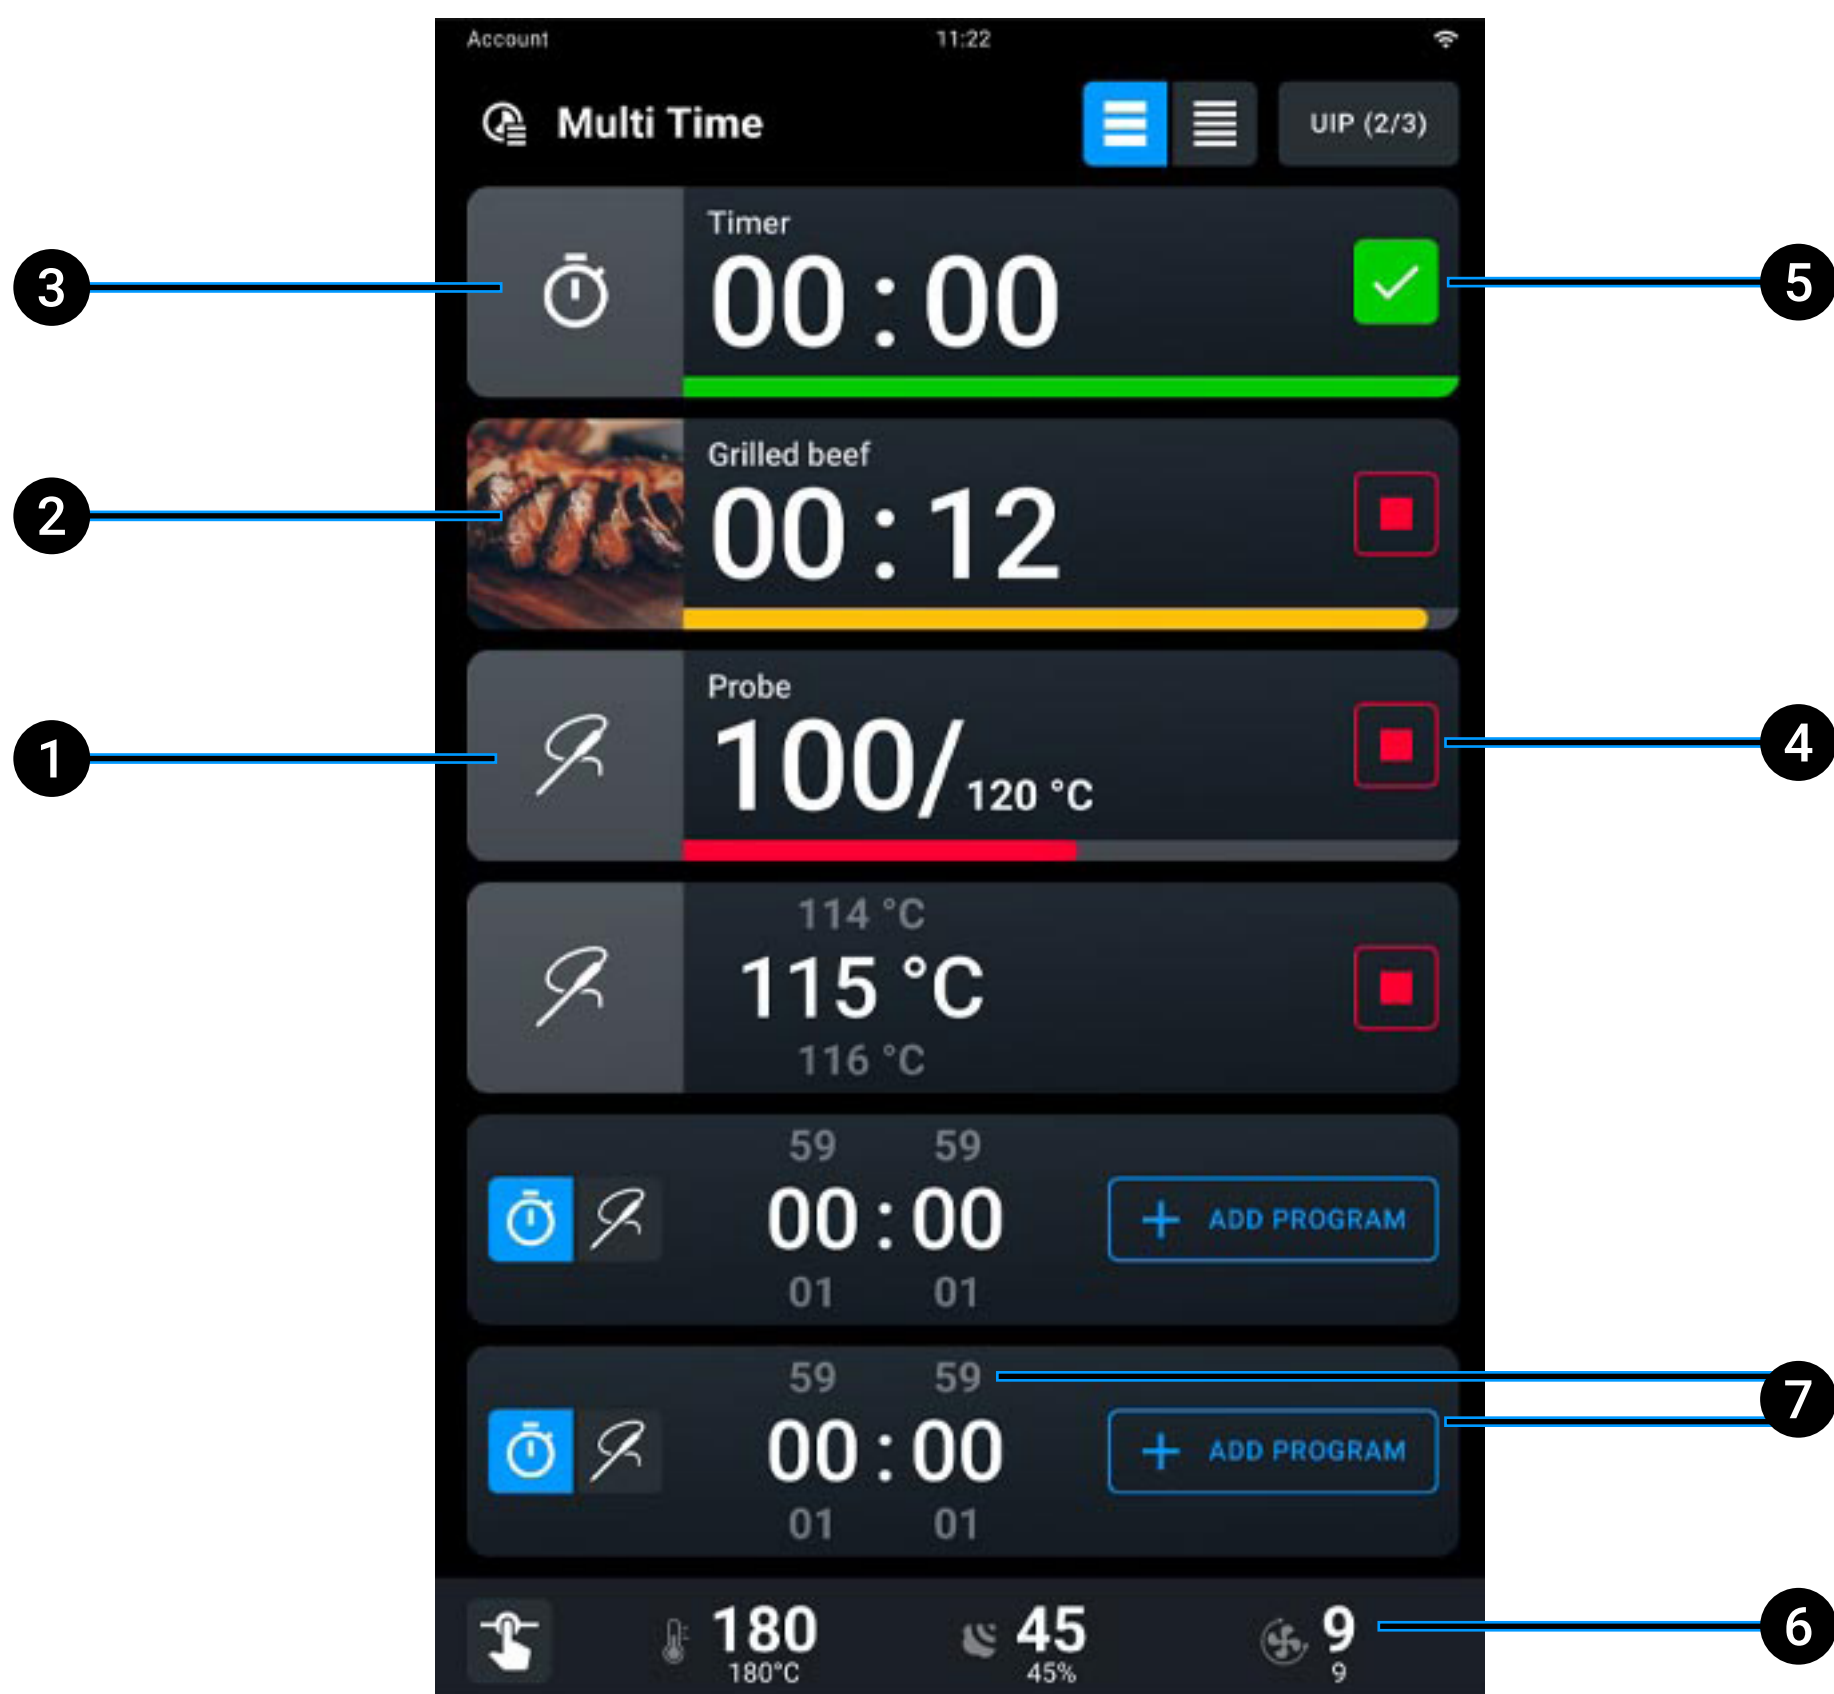 Account 11:22
Multi Time UIP (2/3)
Timer
3 00:00 5
Grilled beef
2 00:12
Probe
1 100/120 °C 4
114 °C
115 °C
116 °C
59 59
00:00 + ADD PROGRAM
01 01
59 59
7
00:00 + ADD PROGRAM
01 01
180 45 9 6
180°C 45% 9